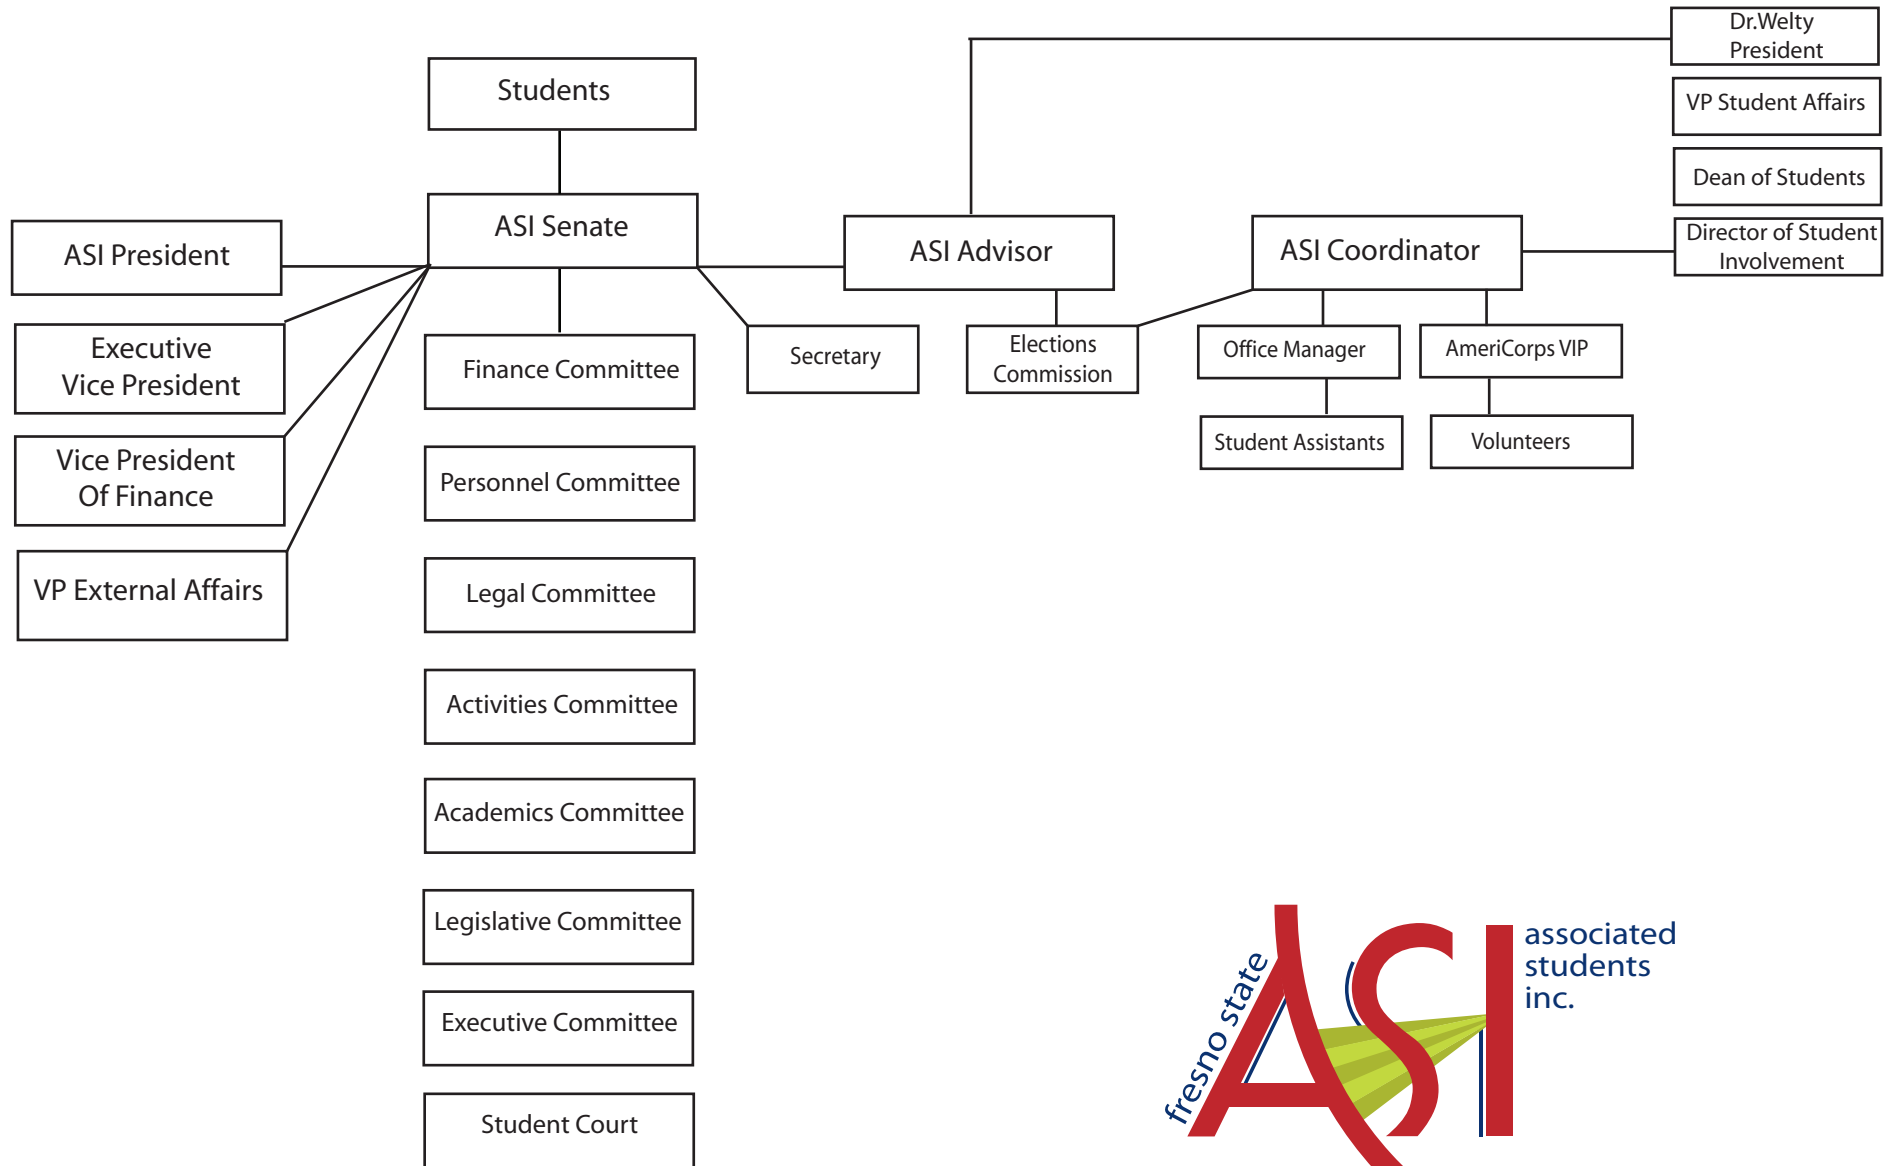 Dr.Welty
President
Students
VP Student Affairs
Dean of Students
ASI Senate
ASI President
ASI Advisor
ASI Coordinator
Director of Student
Involvement
Executive
Vice President
Finance Committee
Secretary
Elections
Commission
Office Manager
AmeriCorps VIP
Student Assistants
Volunteers
Vice President
Of Finance
Personnel Committee
VP External Affairs
Legal Committee
Activities Committee
Academics Committee
Legislative Committee
Executive Committee
Student Court
fresno state
ASI
associated
students
inc.